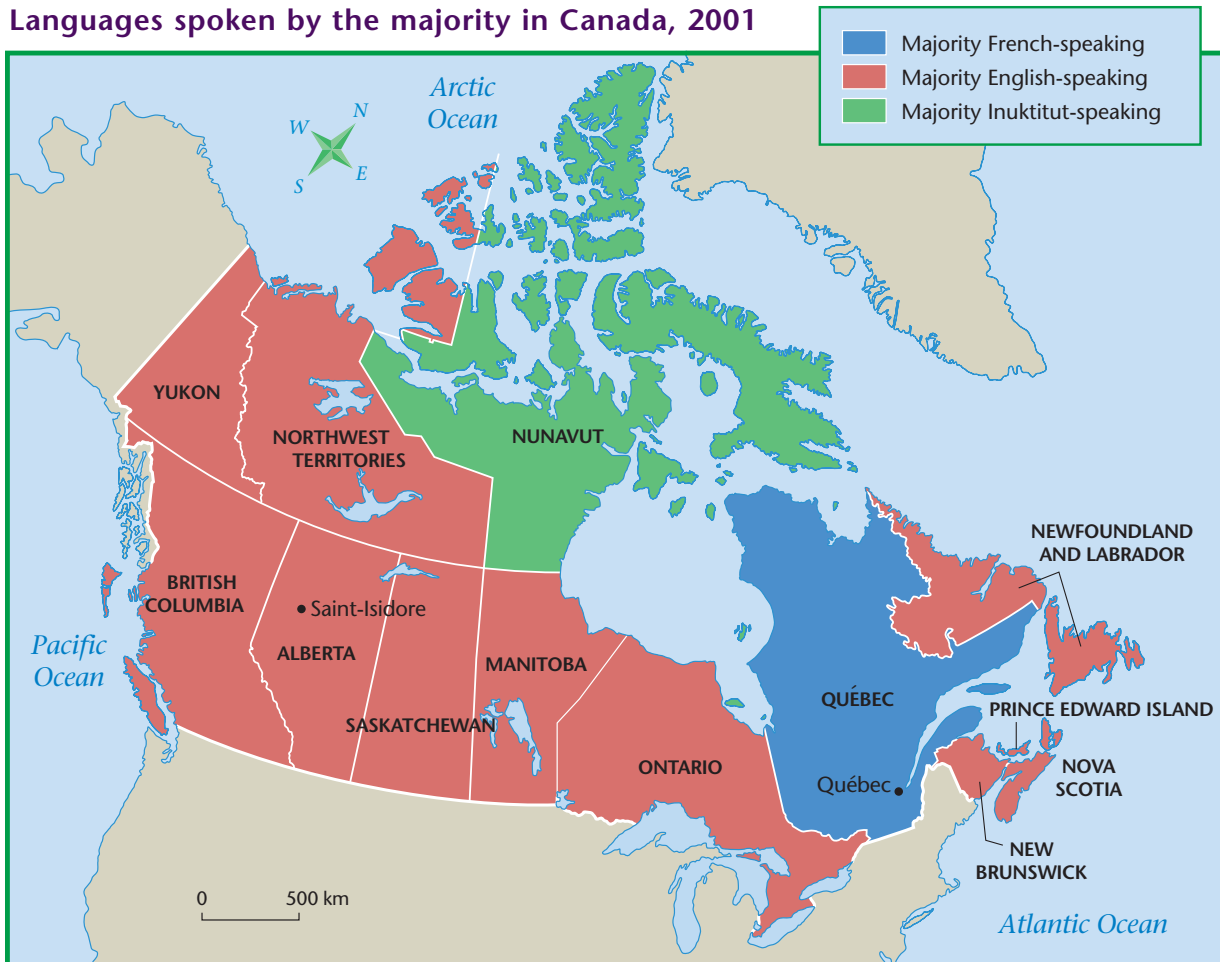 Languages spoken by the majority in Canada, 2001
Majority French-speaking
Majority English-speaking
Majority Inuktitut-speaking
Arctic
Ocean
N
W
S
E
YUKON
NORTHWEST
TERRITORIES
NUNAVUT
NEWFOUNDLAND
AND LABRADOR
BRITISH
COLUMBIA
Saint-Isidore
Pacific
Ocean
ALBERTA
MANITOBA
SASKATCHEWAN
QUÉBEC
PRINCE EDWARD ISLAND
ONTARIO
NOVA
SCOTIA
Québec
NEW
BRUNSWICK
0 500 km
Atlantic Ocean